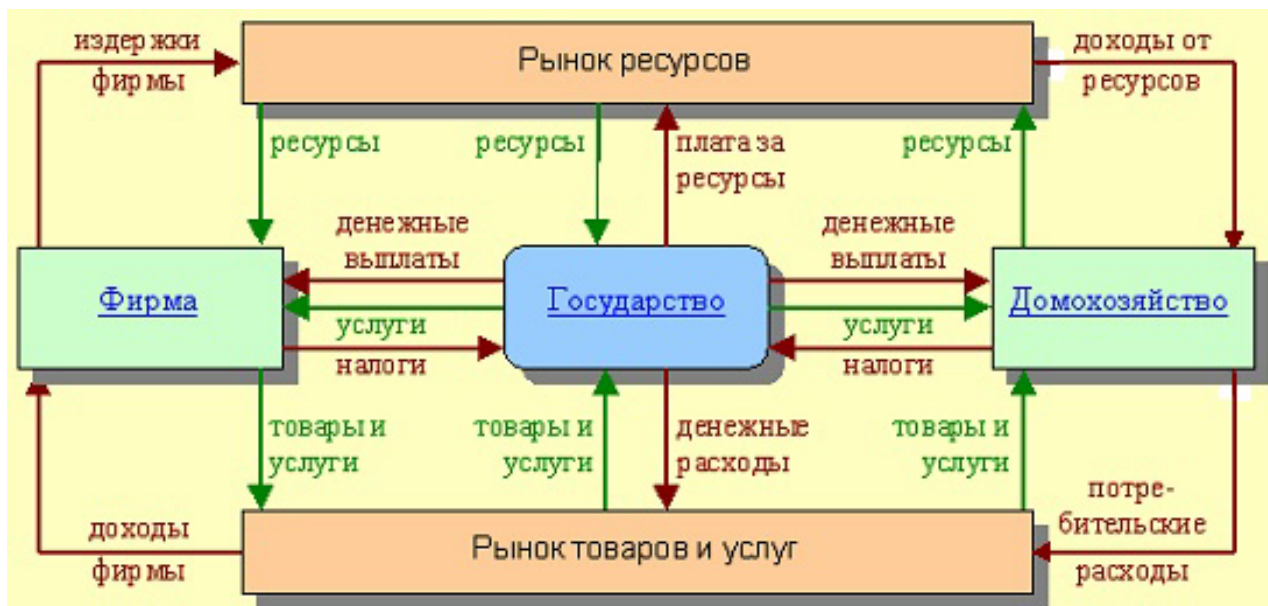 издержки
фирмы
Рынок ресурсов
доходы от
ресурсов
ресурсы
ресурсы
плата за
ресурсы
ресурсы
денежные
выплаты
денежные
выплаты
Фирма
Государство
Домохозяйство
услуги
налоги
услуги
налоги
товары и
услуги
товары и
услуги
денежные
расходы
товары и
услуги
доходы
фирмы
Рынок товаров и услуг
потре-
бительские
расходы